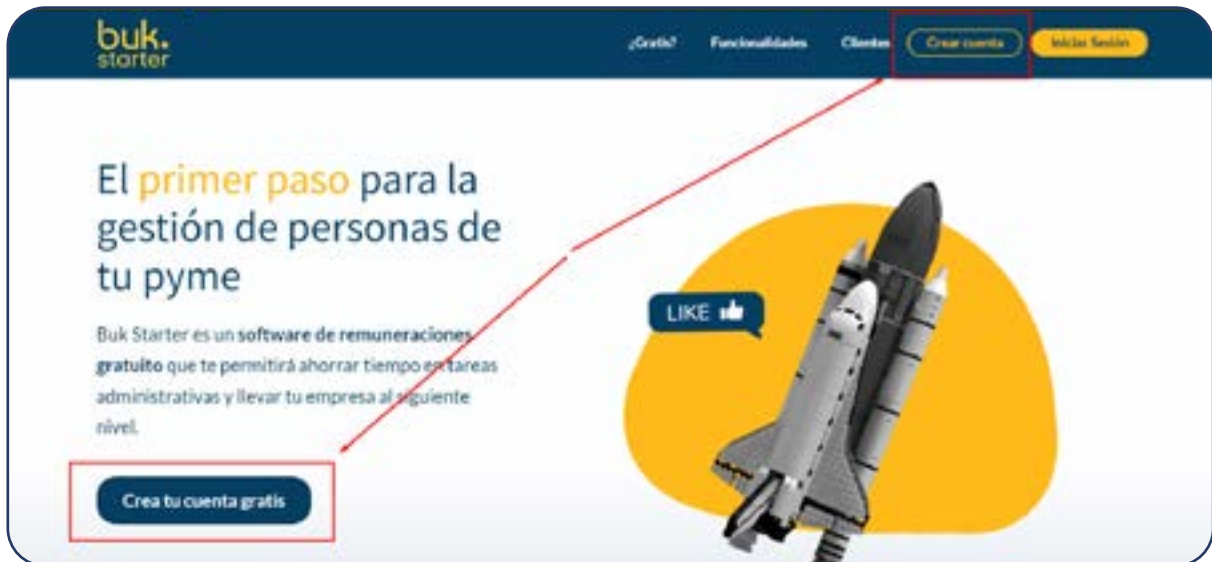 buk.
starter
¿Gratis?
Funcionalidades
Clientes
Crear cuenta
Iniciar Sesión
El primer paso para la
gestión de personas de
tu pyme
LIKE
Buk Starter es un software de remuneraciones
gratuito que te permitirá ahorrar tiempo en tareas
administrativas y llevar tu empresa al siguiente
nivel.
Crea tu cuenta gratis